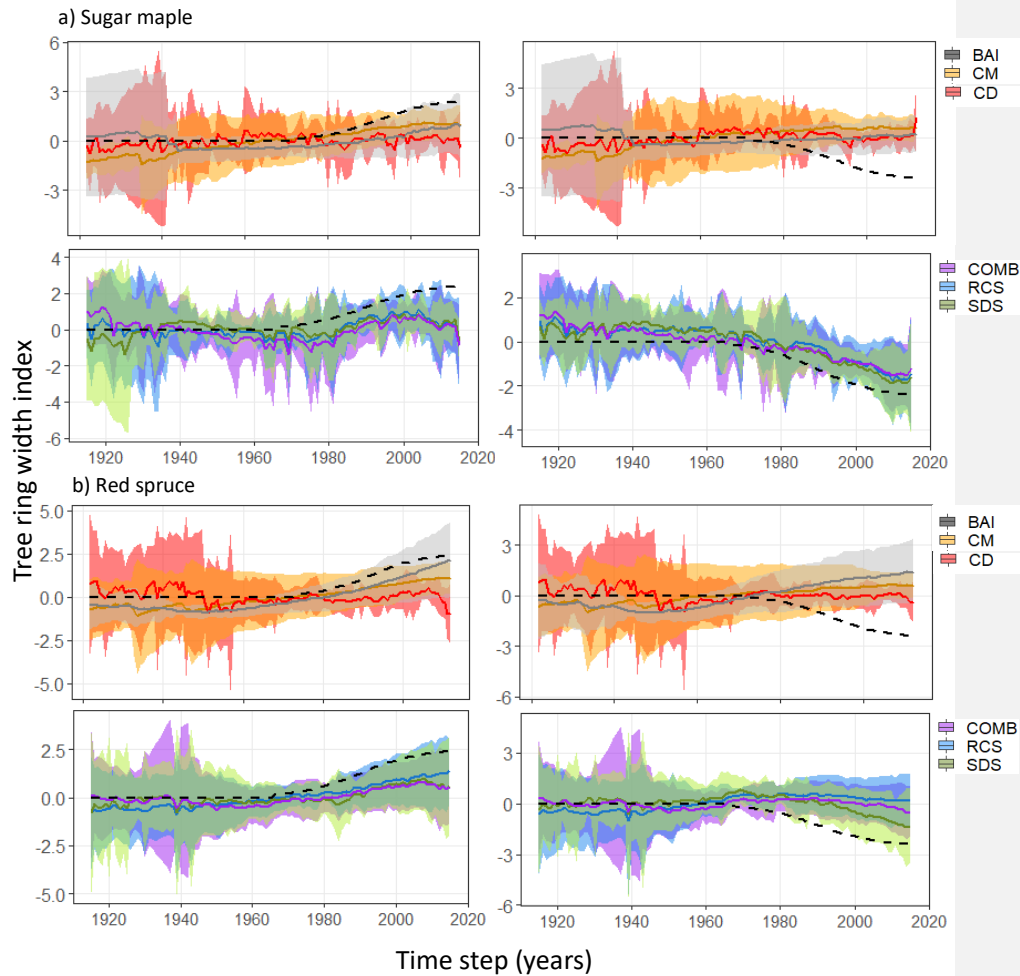 a) Sugar maple
6
3
0
-3
3
0
-3
BAI
CM
CD
4
2
0
-2
-4
-6
1920 1940 1960 1980 2000 2020
2
0
-2
-4
1920 1940 1960 1980 2000 2020
COMB
RCS
SDS
Tree ring width index
b) Red spruce
5.0
2.5
0.0
-2.5
-5.0
3
0
-3
-6
BAI
CM
CD
2.5
0.0
-2.5
-5.0
1920 1940 1960 1980 2000 2020
3
0
-3
-6
1920 1940 1960 1980 2000 2020
COMB
RCS
SDS
Time step (years)